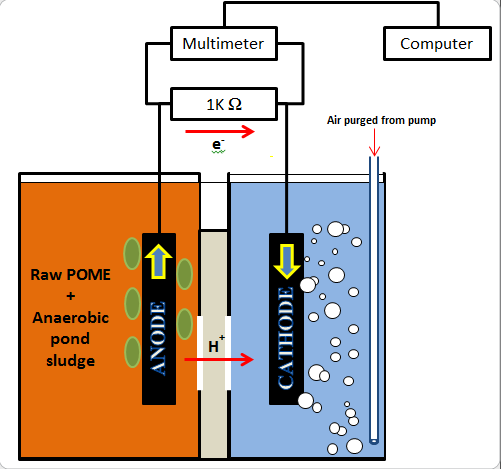 Multimeter
Computer
1K Ω
e-
Air purged from pump
Raw POME
+
Anaerobic
pond
sludge
ANODE
H+
CATHODE